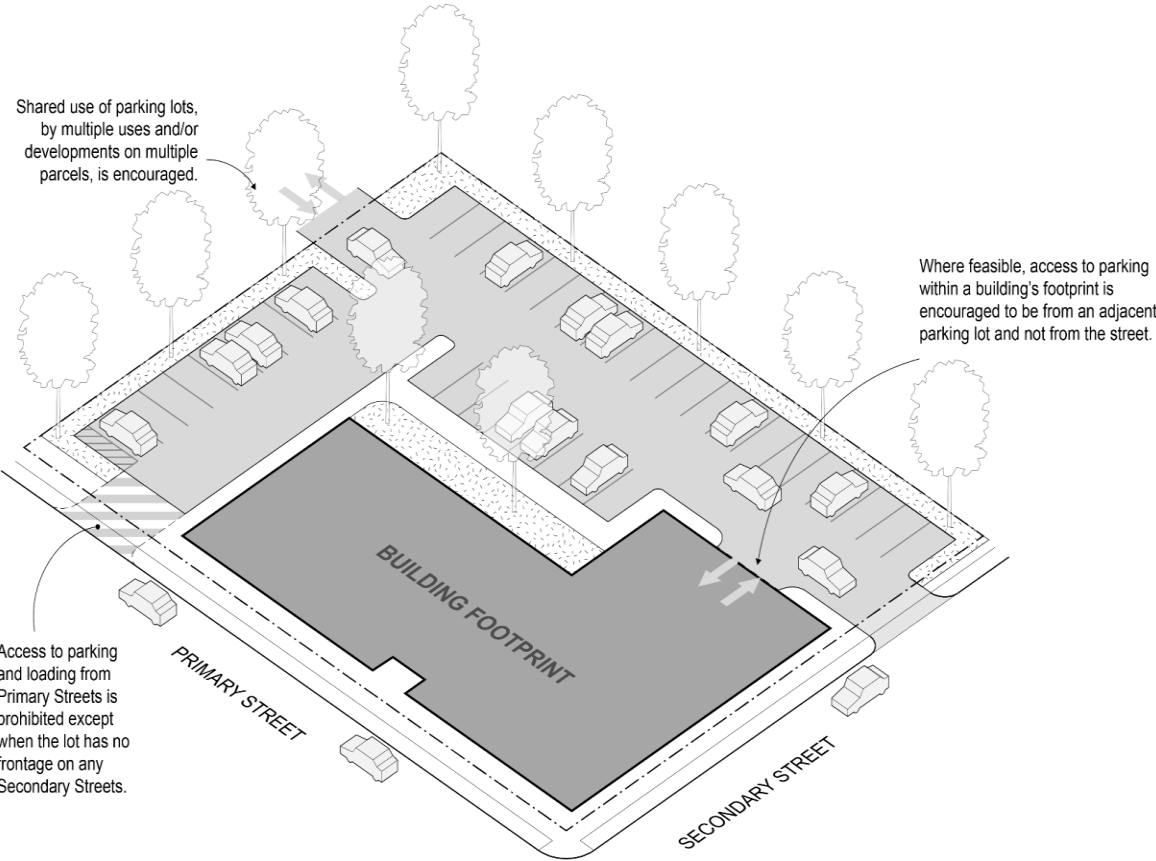 Shared use of parking lots,
by multiple uses and/or
developments on multiple
parcels, is encouraged.
Where feasible, access to parking
within a building's footprint is
encouraged to be from an adjacent
parking lot and not from the street.
BUILDING FOOTPRINT
Access to parking
and loading from
Primary Streets is
prohibited except
when the lot has no
frontage on any
Secondary Streets.
PRIMARY STREET
SECONDARY STREET